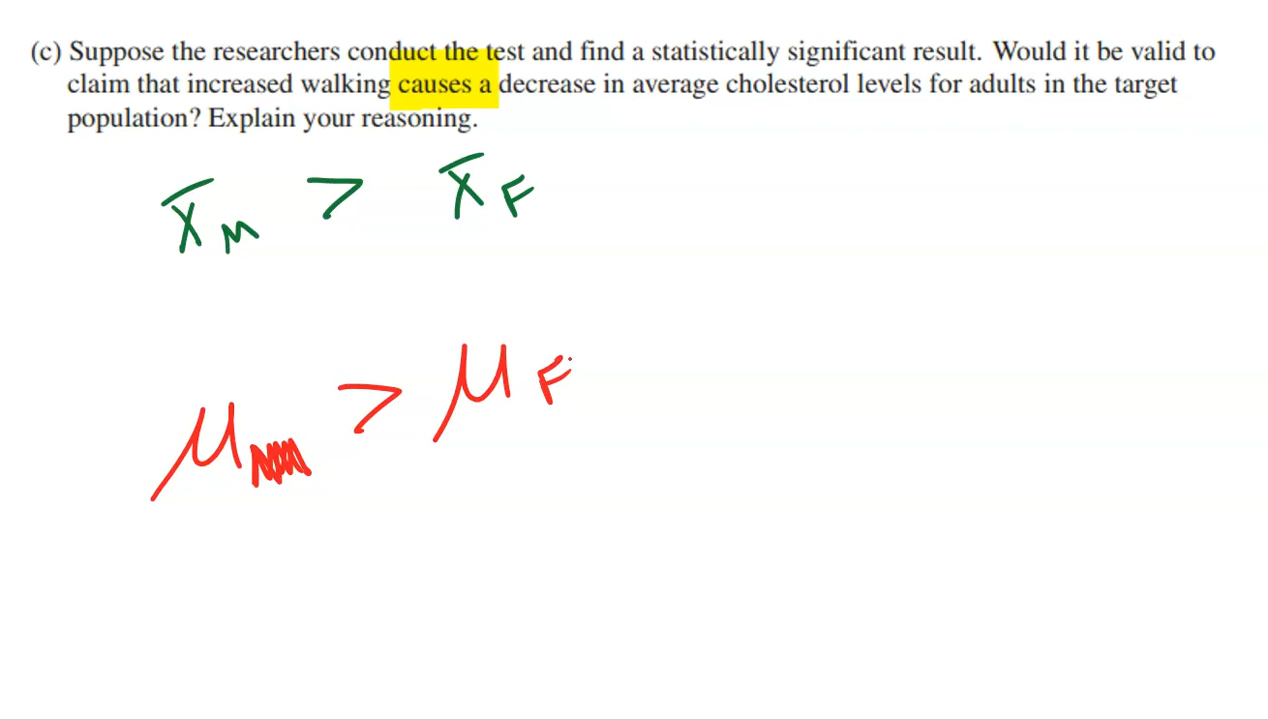 (c) Suppose the researchers conduct the test and find a statistically significant result. Would it be valid to
claim that increased walking causes a decrease in average cholesterol levels for adults in the target
population? Explain your reasoning.
x̄ M > x̄ F
μ > μ F